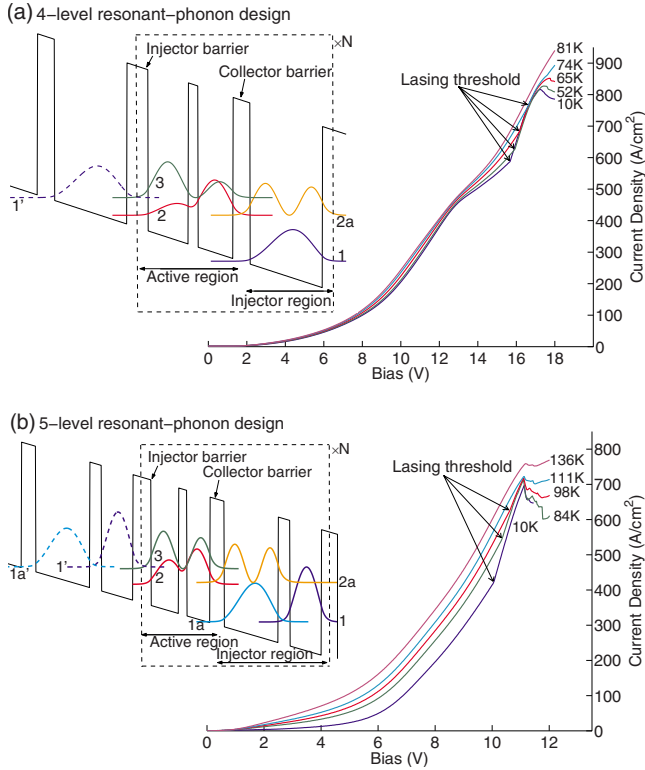 (a) 4-level resonant-phonon design
×N
Injector barrier
Collector barrier
3
2
1'
2a
1
Active region
Injector region
Lasing threshold
81K
74K
65K
52K
10K
900
800
700
600
500
400
300
200
100
0
Current Density (A/cm²)
0 2 4 6 8 10 12 14 16 18 20
Bias (V)
(b) 5-level resonant-phonon design
×N
Injector barrier
Collector barrier
3
2
1a'
1'
2a
1a
1
Active region
Injector region
Lasing threshold
136K
111K
98K
84K
10K
800
700
600
500
400
300
200
100
0
Current Density (A/cm²)
0 2 4 6 8 10 12
Bias (V)